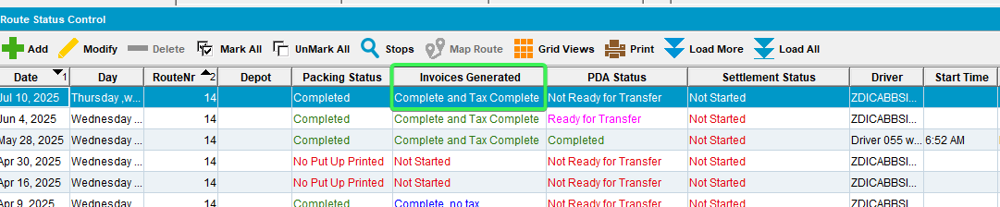 Route Status Control
Add Modify Delete Mark All UnMark All Stops Map Route Grid Views Print Load More Load All
Date 1 Day RouteNr 2 Depot Packing Status Invoices Generated PDA Status Settlement Status Driver Start Time
Jul 10, 2025 Thursday ,w... 14 Completed Complete and Tax Complete Not Ready for Transfer Not Started ZDICABBSI...
Jun 4, 2025 Wednesday ... 14 Completed Complete and Tax Complete Ready for Transfer Not Started ZDICABBSI...
May 28, 2025 Wednesday ... 14 Completed Complete and Tax Complete Completed Not Started Driver 055 w... 6:52 AM
Apr 30, 2025 Wednesday ... 14 No Put Up Printed Not Started Not Ready for Transfer Not Started ZDICABBSI...
Apr 16, 2025 Wednesday ... 14 No Put Up Printed Not Started Not Ready for Transfer Not Started ZDICABBSI...
Apr 9, 2025 Wednesday ... 14 Completed Complete, no tax Not Ready for Transfer Not Started ZDICABBSI...